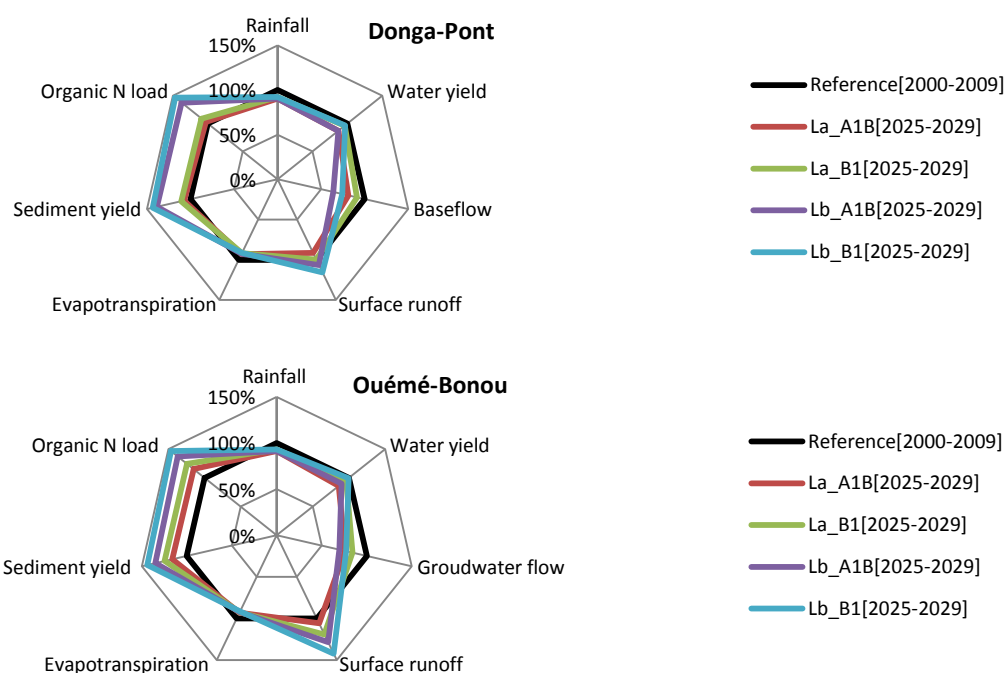 Rainfall
Donga-Pont
150%
Organic N load
100%
Water yield
50%
0%
Sediment yield
Baseflow
Evapotranspiration
Surface runoff
Reference[2000-2009]
La_A1B[2025-2029]
La_B1[2025-2029]
Lb_A1B[2025-2029]
Lb_B1[2025-2029]
Rainfall
Ouémé-Bonou
150%
Organic N load
100%
Water yield
50%
0%
Sediment yield
Groudwater flow
Evapotranspiration
Surface runoff
Reference[2000-2009]
La_A1B[2025-2029]
La_B1[2025-2029]
Lb_A1B[2025-2029]
Lb_B1[2025-2029]